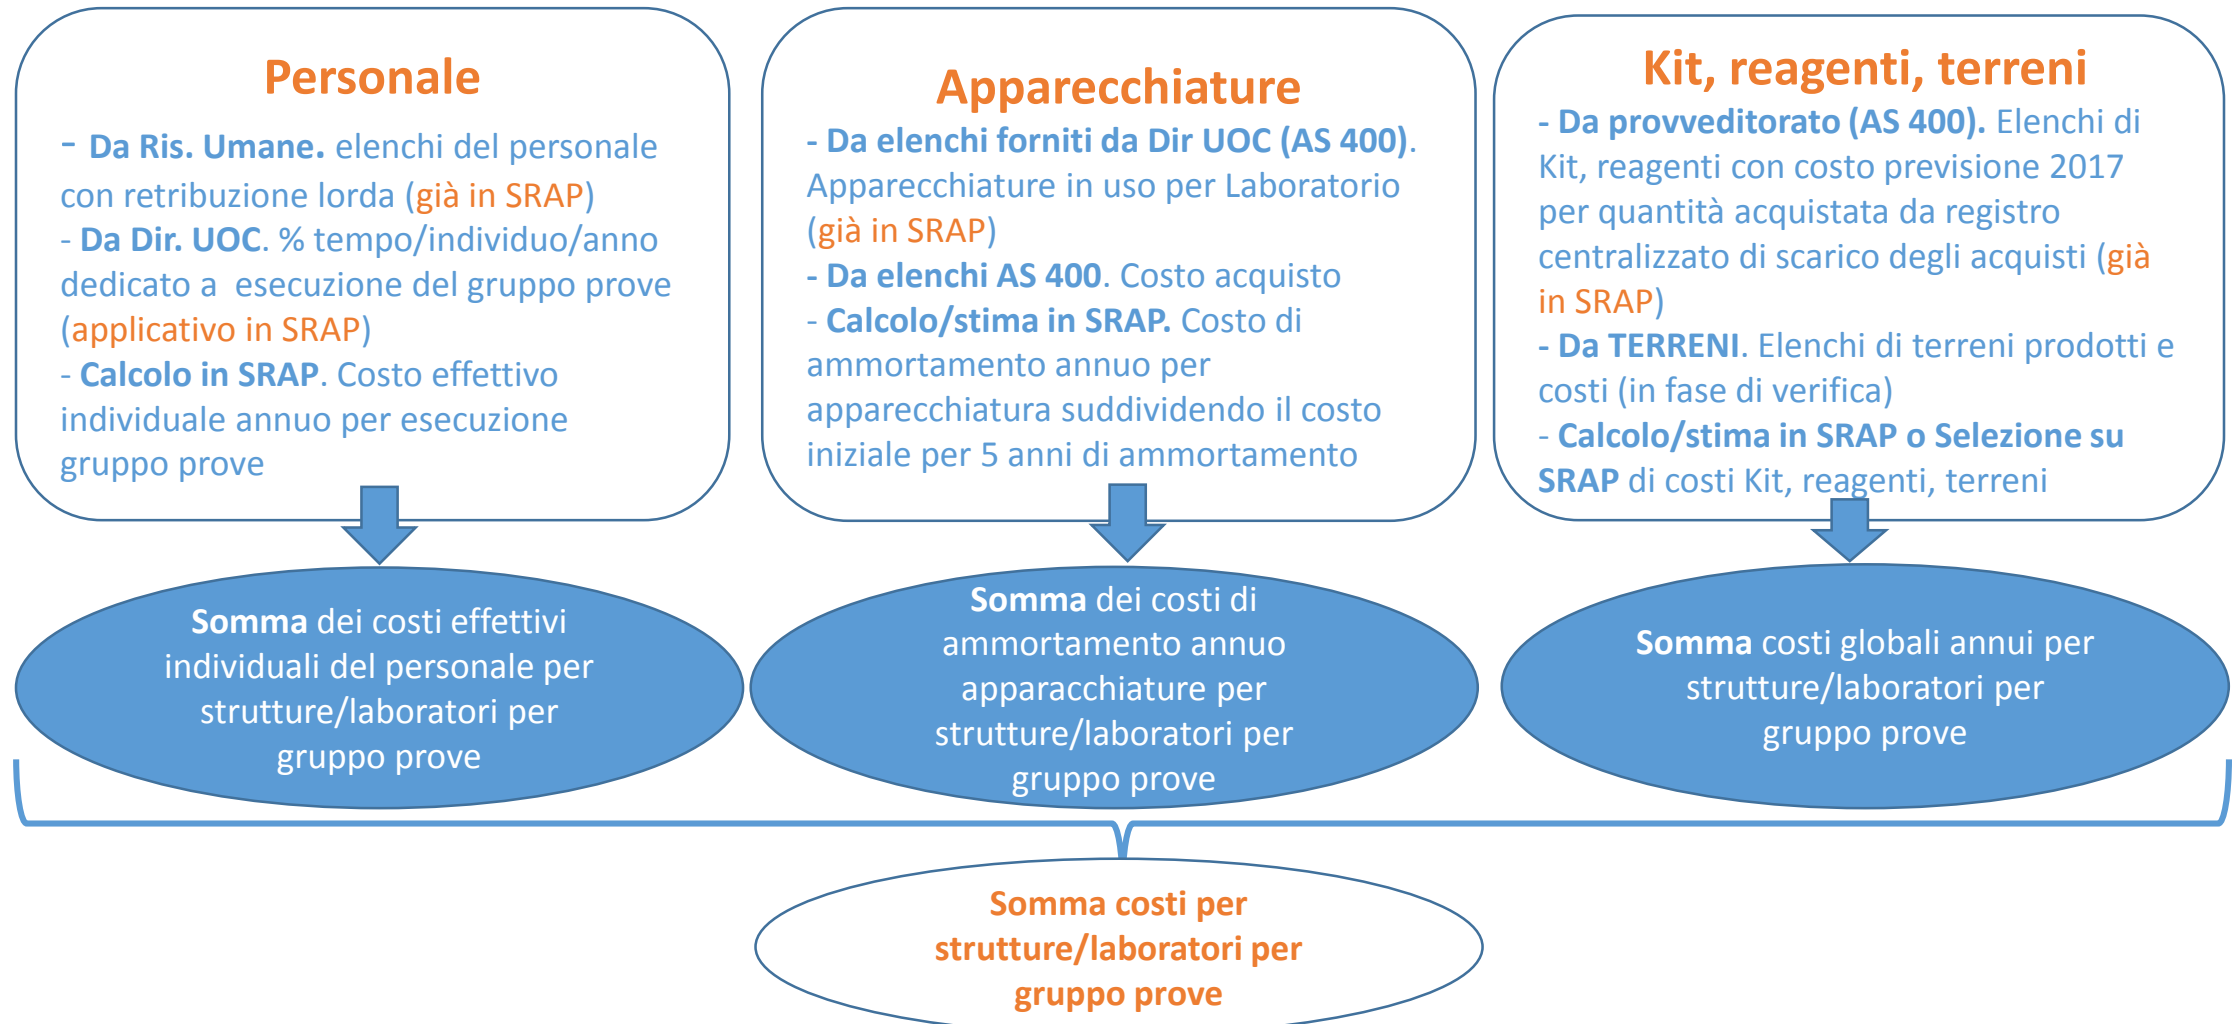 Personale
- Da Ris. Umane. elenchi del personale
con retribuzione lorda (già in SRAP)
- Da Dir. UOC. % tempo/individuo/anno
dedicato a esecuzione del gruppo prove
(applicativo in SRAP)
- Calcolo in SRAP. Costo effettivo
individuale annuo per esecuzione
gruppo prove
Apparecchiature
- Da elenchi forniti da Dir UOC (AS 400).
Apparecchiature in uso per Laboratorio
(già in SRAP)
- Da elenchi AS 400. Costo acquisto
- Calcolo/stima in SRAP. Costo di
ammortamento annuo per
apparecchiatura suddividendo il costo
iniziale per 5 anni di ammortamento
Kit, reagenti, terreni
- Da provveditorato (AS 400). Elenchi di
Kit, reagenti con costo previsione 2017
per quantità acquistata da registro
centralizzato di scarico degli acquisti (già
in SRAP)
- Da TERRENI. Elenchi di terreni prodotti e
costi (in fase di verifica)
- Calcolo/stima in SRAP o Selezione su
SRAP di costi Kit, reagenti, terreni
Somma dei costi effettivi
individuali del personale per
strutture/laboratori per
gruppo prove
Somma dei costi di
ammortamento annuo
apparacchiature per
strutture/laboratori per
gruppo prove
Somma costi globali annui per
strutture/laboratori per
gruppo prove
Somma costi per
strutture/laboratori per
gruppo prove